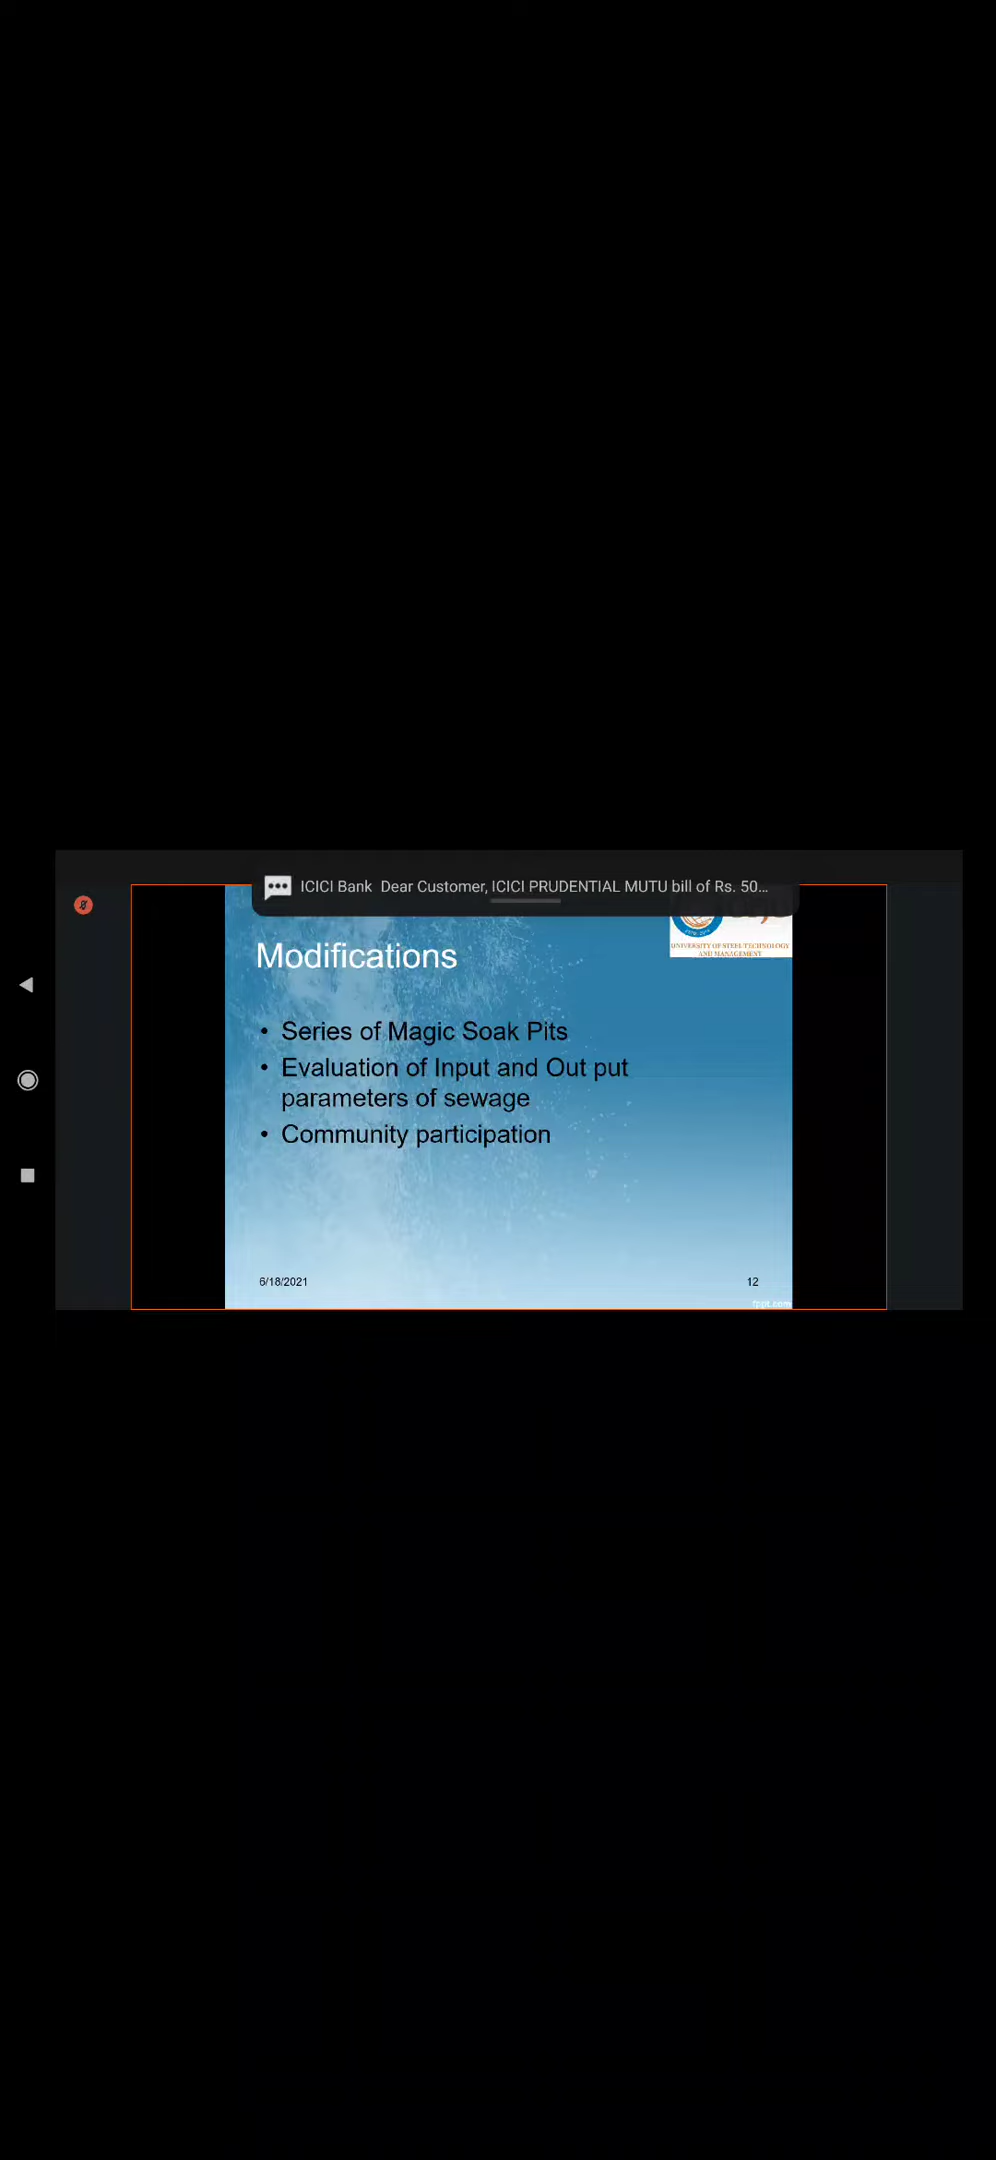 ICICI Bank Dear Customer, ICICI PRUDENTIAL MUTU bill of Rs. 50...
UNIVERSITY OF STEEL TECHNOLOGY
AND MANAGEMENT
Modifications
• Series of Magic Soak Pits
• Evaluation of Input and Out put
parameters of sewage
• Community participation
6/18/2021
12
fppt.com